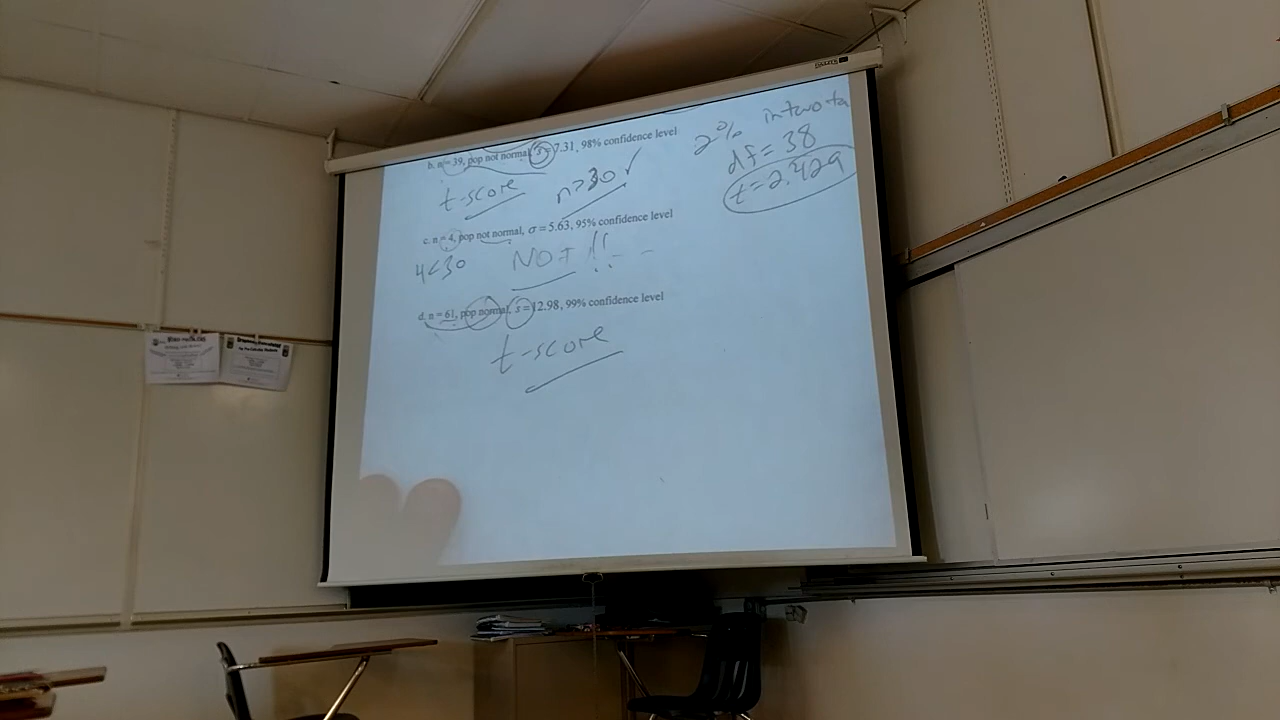 b. n = 39, pop not normal, s = 7.31, 98% confidence level
t-score
n>30 ✓
2% in two ta
df = 38
t = 2.429
c. n = 4, pop not normal, σ = 5.63, 95% confidence level
4<30
NOT !!
d. n = 61, pop normal, s = 12.98, 99% confidence level
t-score